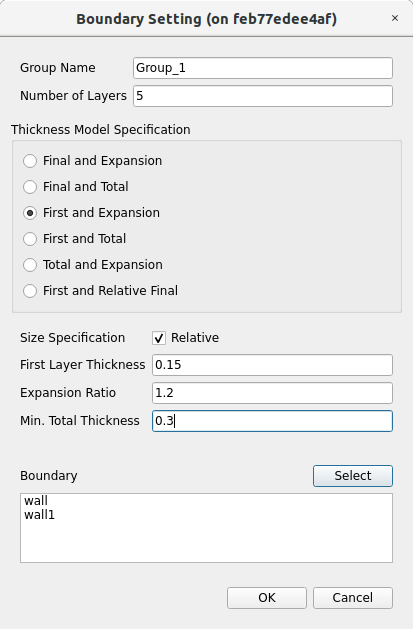 Boundary Setting (on feb77edee4af)
×
Group Name Group_1
Number of Layers 5
Thickness Model Specification
Final and Expansion
Final and Total
First and Expansion
First and Total
Total and Expansion
First and Relative Final
Size Specification Relative
First Layer Thickness 0.15
Expansion Ratio 1.2
Min. Total Thickness 0.3
Boundary Select
wall
wall1
OK Cancel